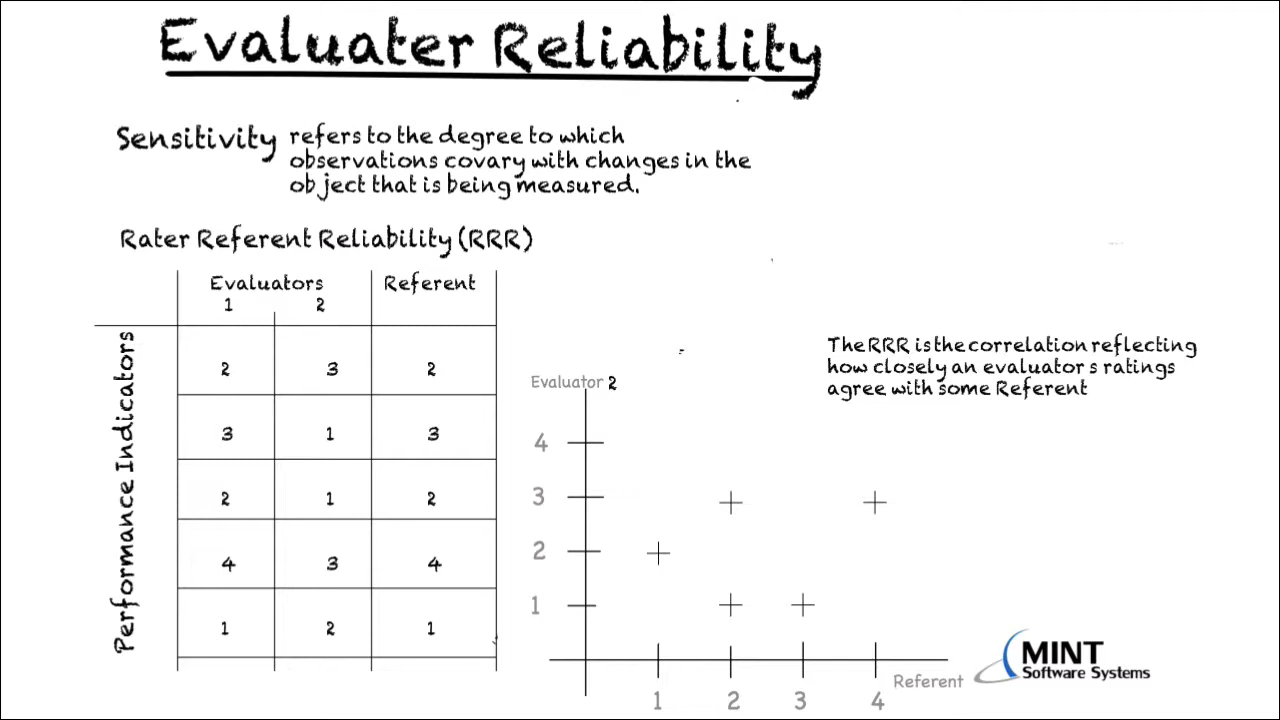 Evaluater Reliability
Sensitivity refers to the degree to which
observations covary with changes in the
object that is being measured.
Rater Referent Reliability (RRR)
Evaluators Referent
1 2
Performance Indicators
2 3 2
3 1 3
2 1 2
4 3 4
1 2 1
The RRR is the correlation reflecting
how closely an evaluator s ratings
agree with some Referent
Evaluator 2
4
3
2
1
1 2 3 4
Referent
MINT
Software Systems